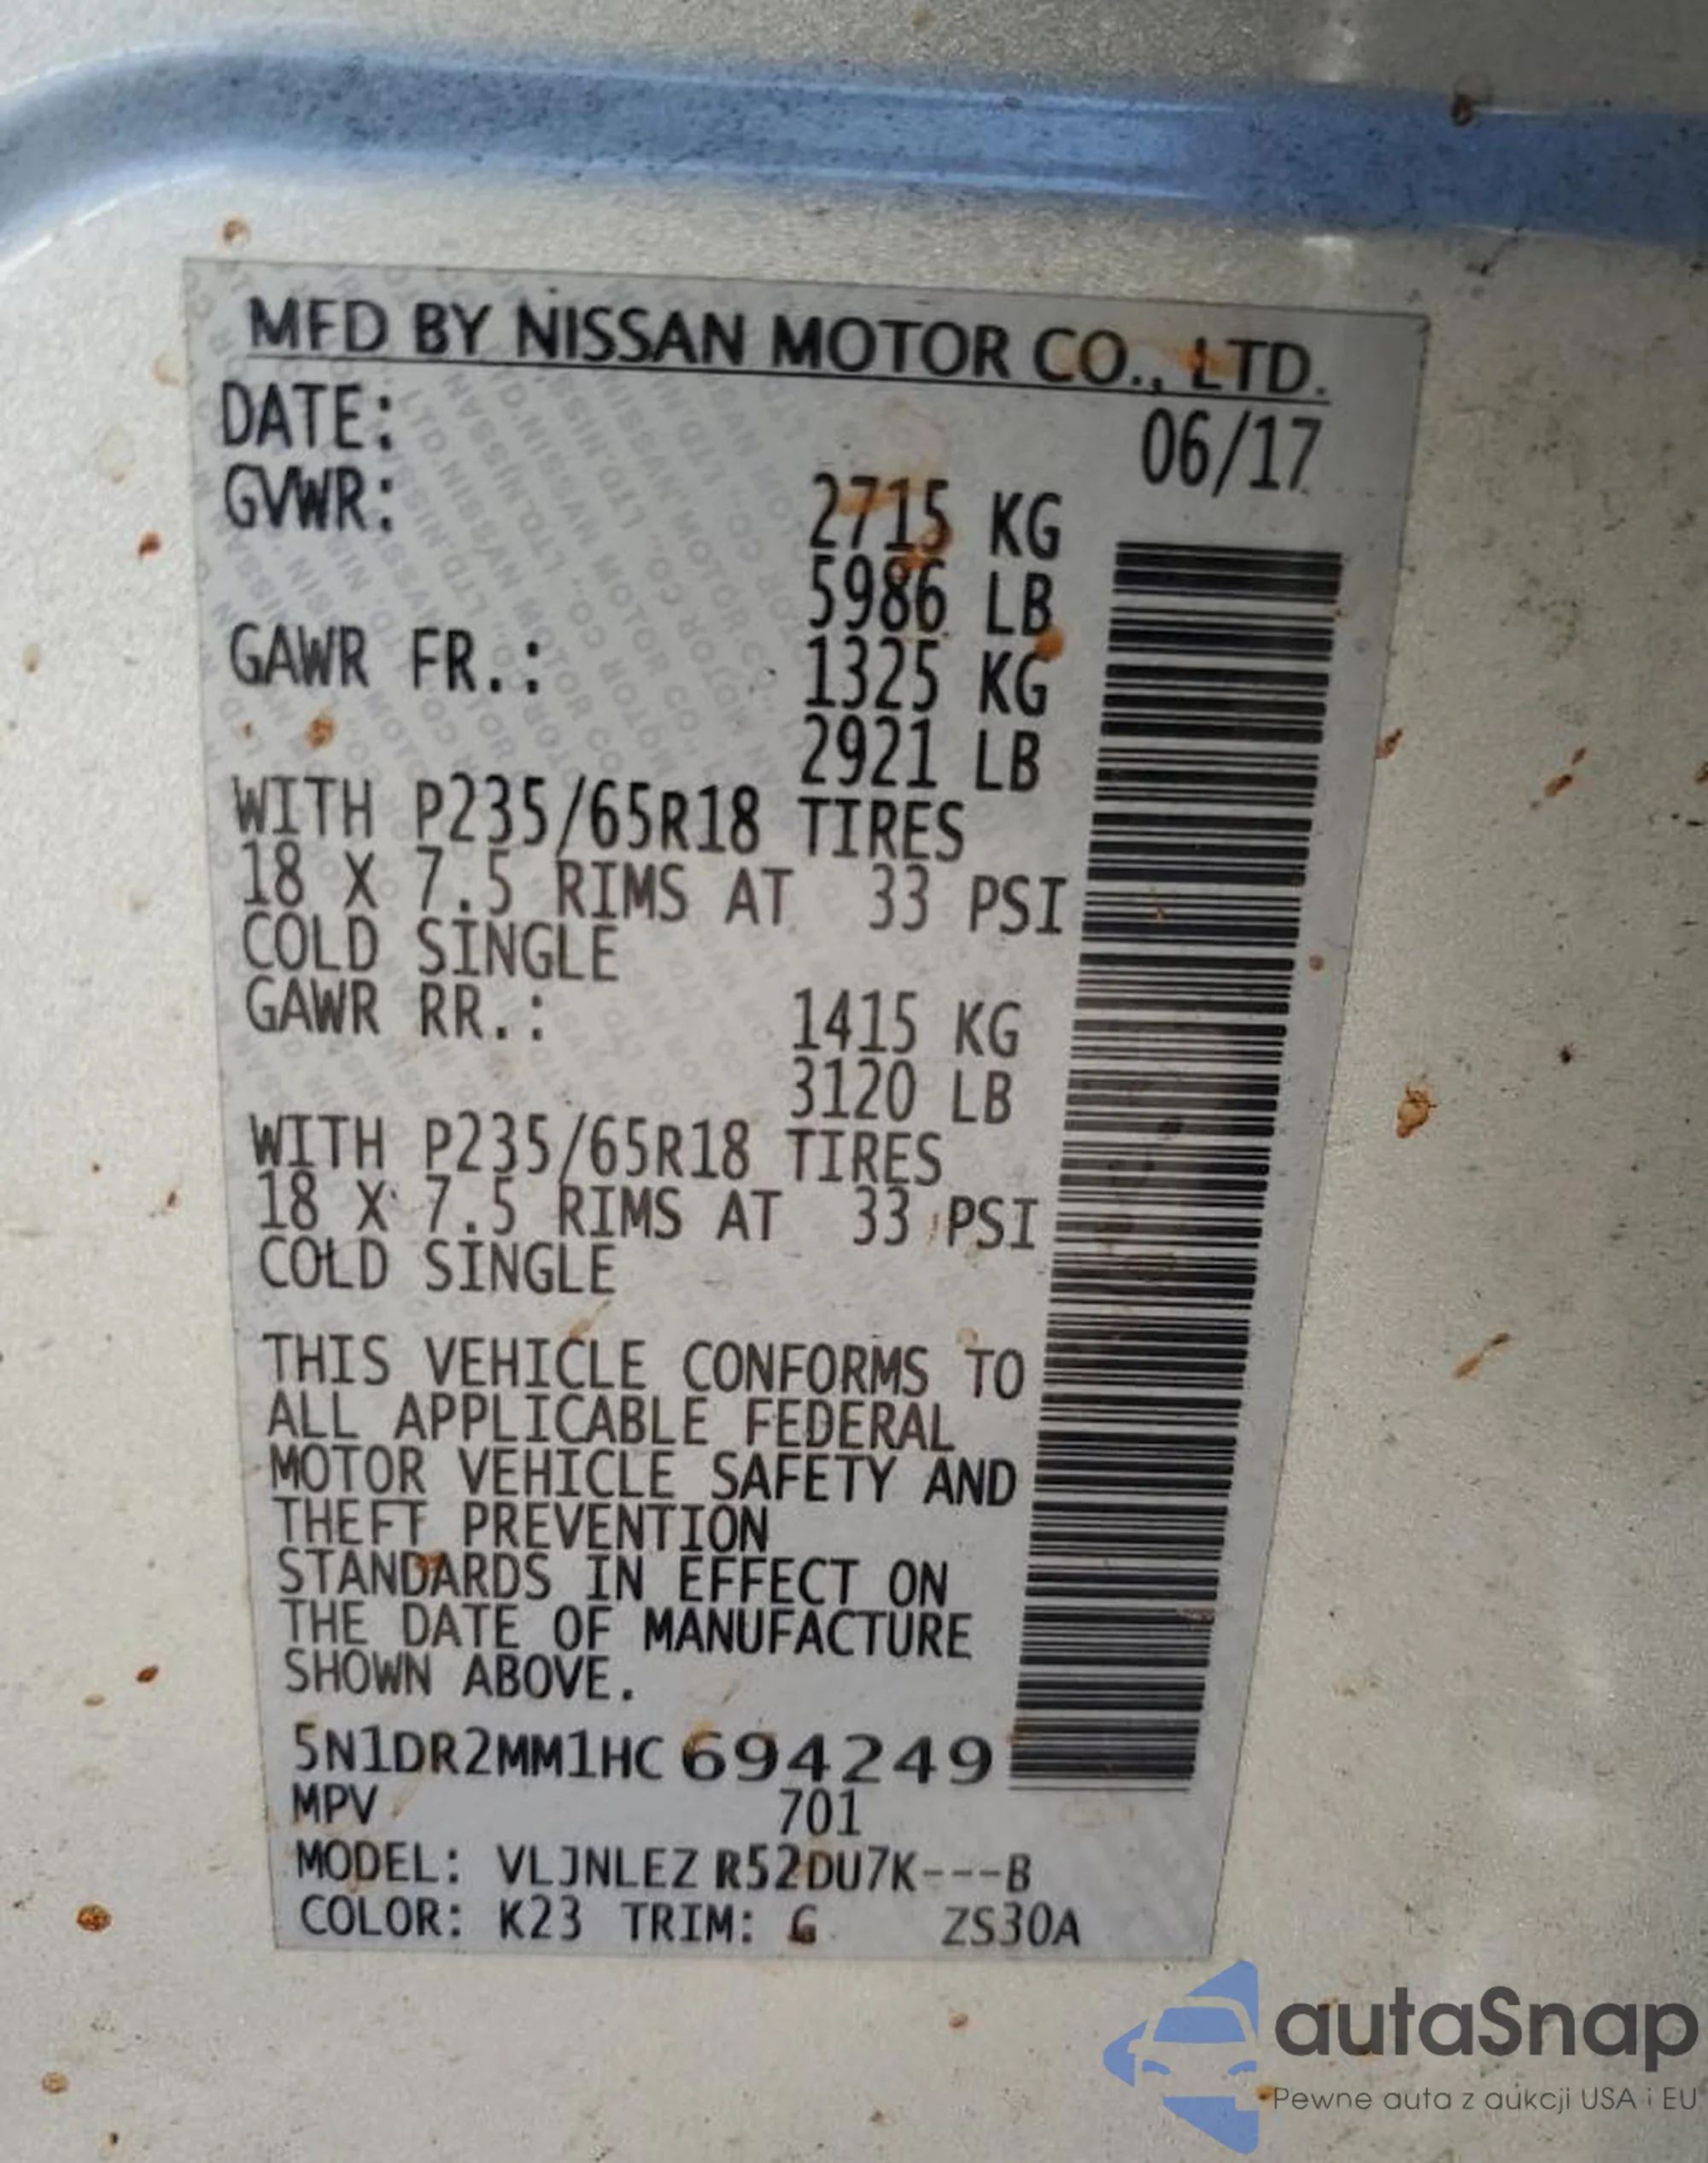 MFD BY NISSAN MOTOR CO., LTD.
DATE: 06/17
GVWR: 2715 KG
5986 LB
GAWR FR.: 1325 KG
2921 LB
WITH P235/65R18 TIRES
18 X 7.5 RIMS AT 33 PSI
COLD SINGLE
GAWR RR.: 1415 KG
3120 LB
WITH P235/65R18 TIRES
18 X 7.5 RIMS AT 33 PSI
COLD SINGLE
THIS VEHICLE CONFORMS TO
ALL APPLICABLE FEDERAL
MOTOR VEHICLE SAFETY AND
THEFT PREVENTION
STANDARDS IN EFFECT ON
THE DATE OF MANUFACTURE
SHOWN ABOVE.
5N1DR2MM1HC694249
MPV 701
MODEL: VLJNLEZ R52DU7K---B
COLOR: K23 TRIM: G ZS30A
autaSnap
Pewne auta z aukcji USA i EU